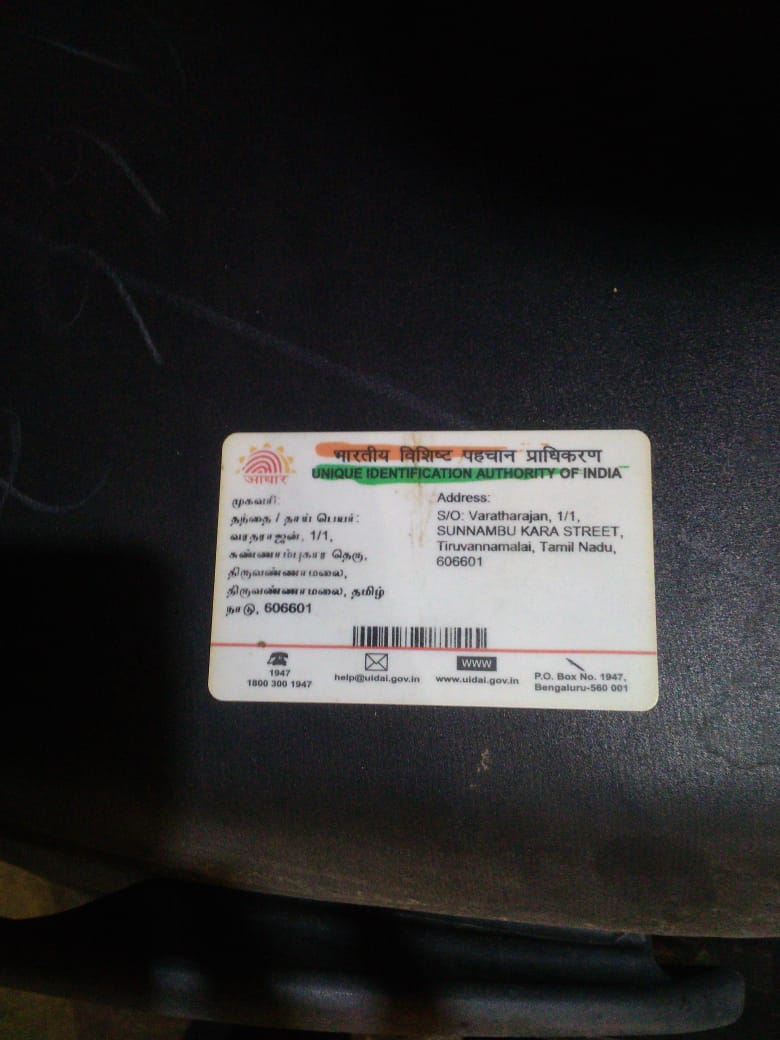 भारतीय विशिष्ट पहचान प्राधिकरण
UNIQUE IDENTIFICATION AUTHORITY OF INDIA
आधार
முகவரி:
தந்தை / தாய் பெயர்:
வரதராஜன், 1/1,
சுண்ணாம்புகார தெரு,
திருவண்ணாமலை,
திருவண்ணாமலை, தமிழ்
நாடு, 606601
Address:
S/O: Varatharajan, 1/1,
SUNNAMBU KARA STREET,
Tiruvannamalai, Tamil Nadu,
606601
1947
1800 300 1947
help@uidai.gov.in
WWW
www.uidai.gov.in
P.O. Box No. 1947,
Bengaluru-560 001